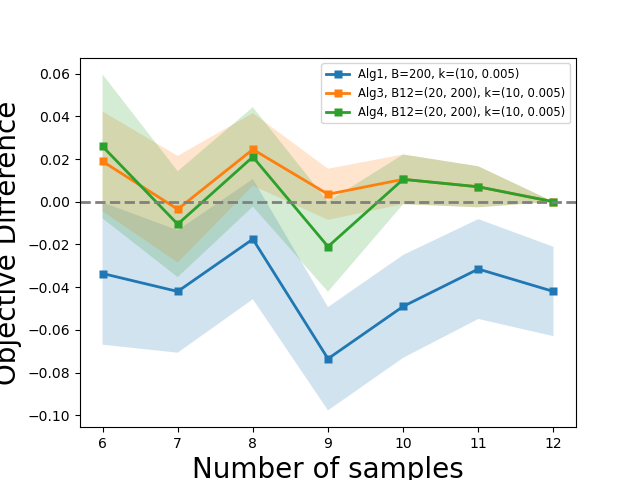 Alg1, B=200, k=(10, 0.005)
Alg3, B12=(20, 200), k=(10, 0.005)
Alg4, B12=(20, 200), k=(10, 0.005)
Objective Difference
0.06
0.04
0.02
0.00
−0.02
−0.04
−0.06
−0.08
−0.10
6 7 8 9 10 11 12
Number of samples